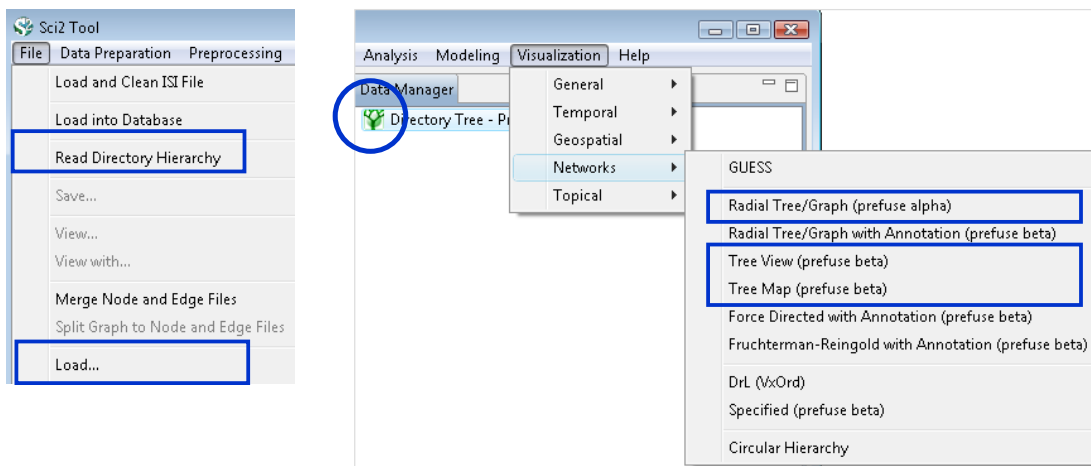 Sci2 Tool
File Data Preparation Preprocessing
Load and Clean ISI File
Load into Database
Read Directory Hierarchy
Save...
View...
View with...
Merge Node and Edge Files
Split Graph to Node and Edge Files
Load...
Analysis Modeling Visualization Help
Data Manager
Directory Tree - Pr
General
Temporal
Geospatial
Networks
Topical
GUESS
Radial Tree/Graph (prefuse alpha)
Radial Tree/Graph with Annotation (prefuse beta)
Tree View (prefuse beta)
Tree Map (prefuse beta)
Force Directed with Annotation (prefuse beta)
Fruchterman-Reingold with Annotation (prefuse beta)
DrL (VxOrd)
Specified (prefuse beta)
Circular Hierarchy